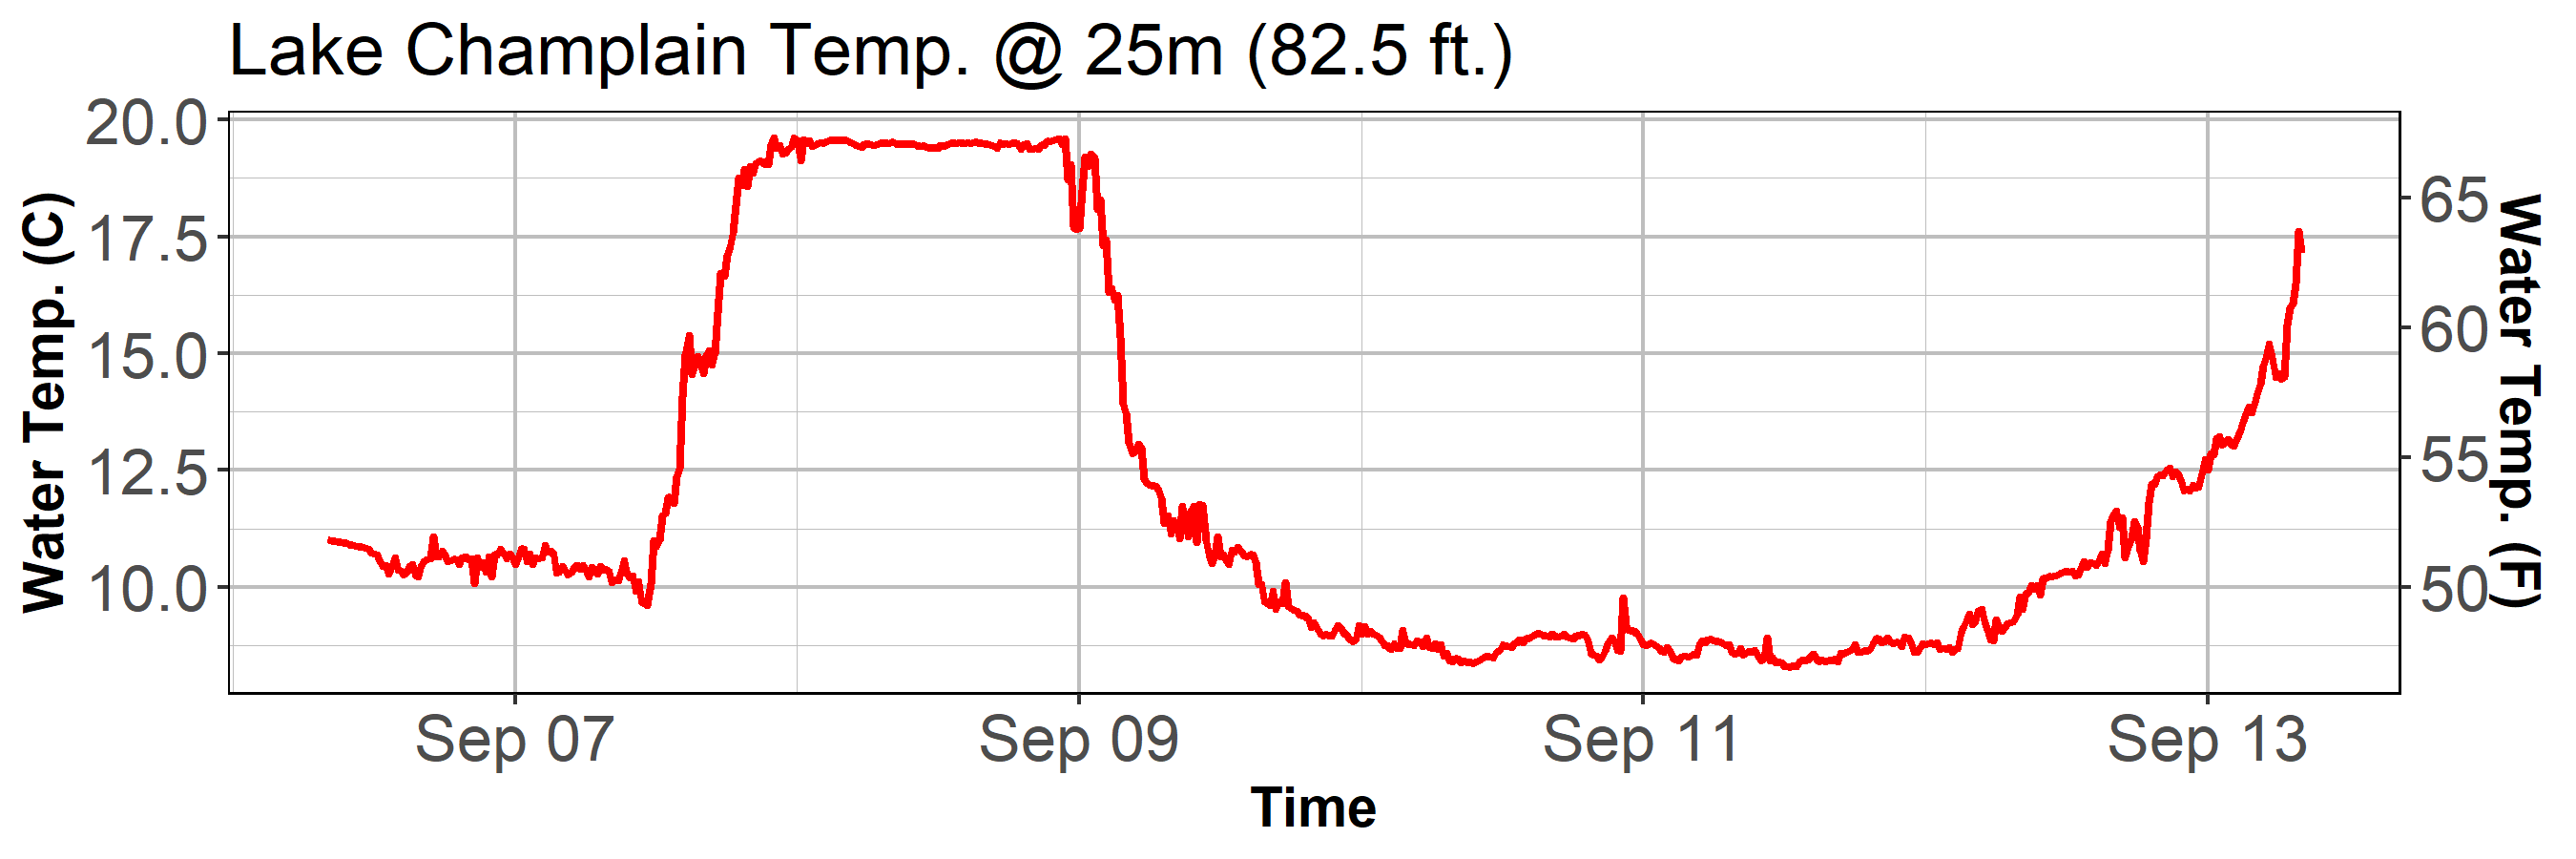 Lake Champlain Temp. @ 25m (82.5 ft.)
Water Temp. (C)
20.0
17.5
15.0
12.5
10.0
65
60
55
50
Water Temp. (F)
Sep 07 Sep 09 Sep 11 Sep 13
Time